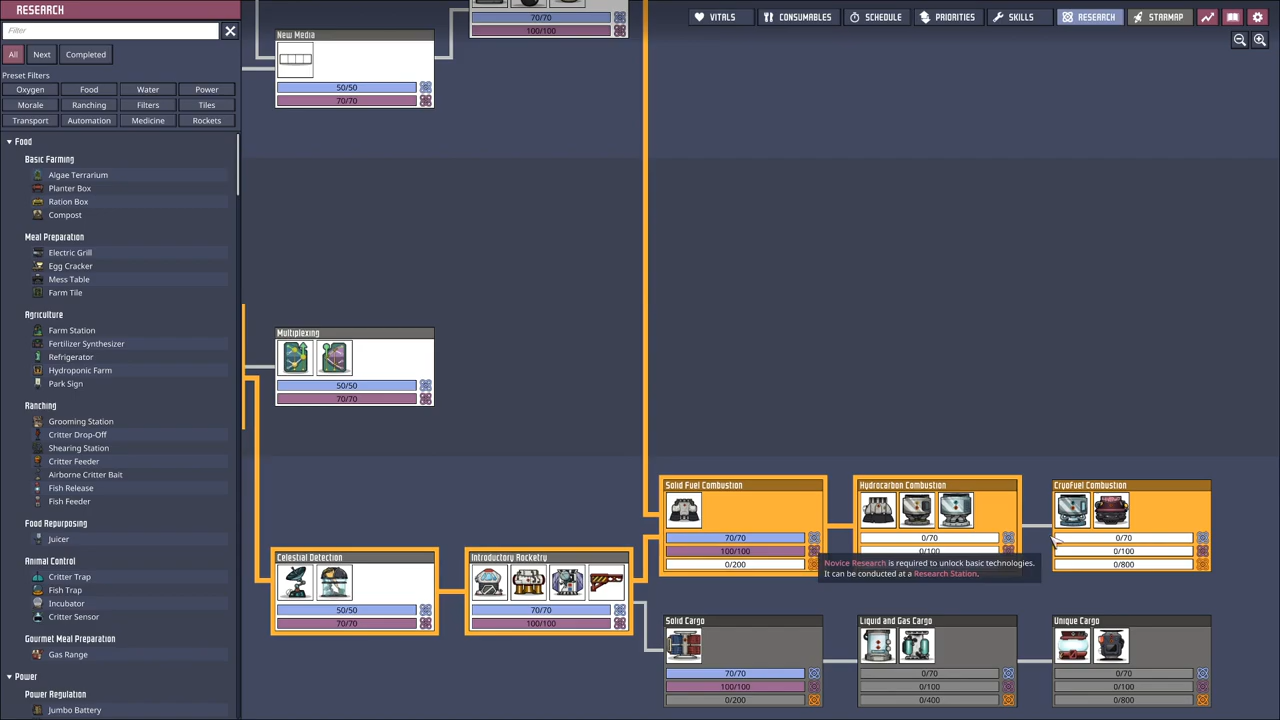 RESEARCH
VITALS
CONSUMABLES
SCHEDULE
PRIORITIES
SKILLS
RESEARCH
STARMAP
Filter
All
Next
Completed
Preset Filters
Oxygen
Food
Water
Power
Morale
Ranching
Filters
Tiles
Transport
Automation
Medicine
Rockets
Food
Basic Farming
Algae Terrarium
Planter Box
Ration Box
Compost
Meal Preparation
Electric Grill
Egg Cracker
Mess Table
Farm Tile
Agriculture
Farm Station
Fertilizer Synthesizer
Refrigerator
Hydroponic Farm
Park Sign
Ranching
Grooming Station
Critter Drop-Off
Shearing Station
Critter Feeder
Airborne Critter Bait
Fish Release
Fish Feeder
Food Repurposing
Juicer
Animal Control
Critter Trap
Fish Trap
Incubator
Critter Sensor
Gourmet Meal Preparation
Gas Range
Power
Power Regulation
Jumbo Battery
70/70
100/100
New Media
50/50
70/70
Multiplexing
50/50
70/70
Celestial Detection
50/50
70/70
Introductory Rocketry
70/70
100/100
Solid Fuel Combustion
70/70
100/100
0/200
Hydrocarbon Combustion
0/70
0/100
CryoFuel Combustion
0/70
0/100
0/800
Novice Research is required to unlock basic technologies.
It can be conducted at a Research Station.
Solid Cargo
70/70
100/100
0/200
Liquid and Gas Cargo
0/70
0/100
0/400
Unique Cargo
0/70
0/100
0/800